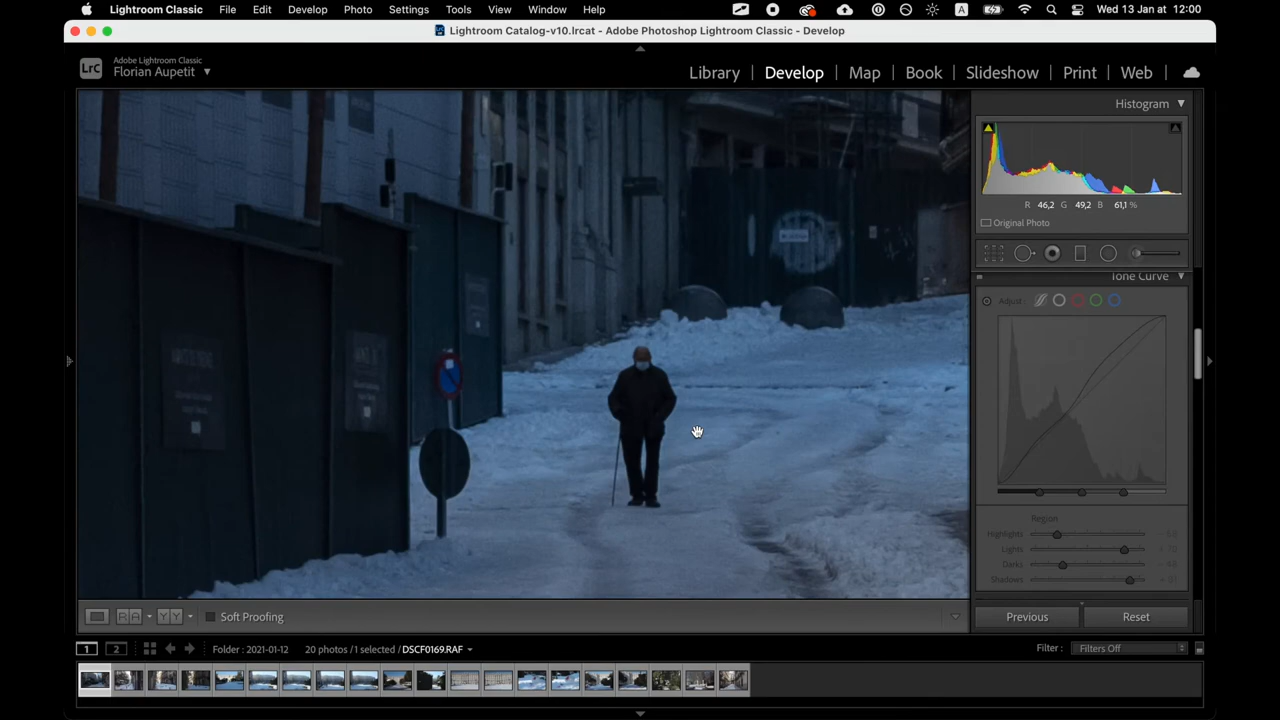 Lightroom Classic File Edit Develop Photo Settings Tools View Window Help A Wed 13 Jan at 12:00
Lightroom Catalog-v10.lrcat - Adobe Photoshop Lightroom Classic - Develop
LrC Adobe Lightroom Classic
Florian Aupetit
Library Develop Map Book Slideshow Print Web
Histogram
R 46,2 G 49,2 B 61,1 %
Original Photo
Tone Curve
Adjust :
Region
Highlights
Lights
Darks
Shadows
Previous Reset
R A Y Y Soft Proofing
1 2 Folder : 2021-01-12 20 photos / 1 selected / DSCF0169.RAF Filter : Filters Off